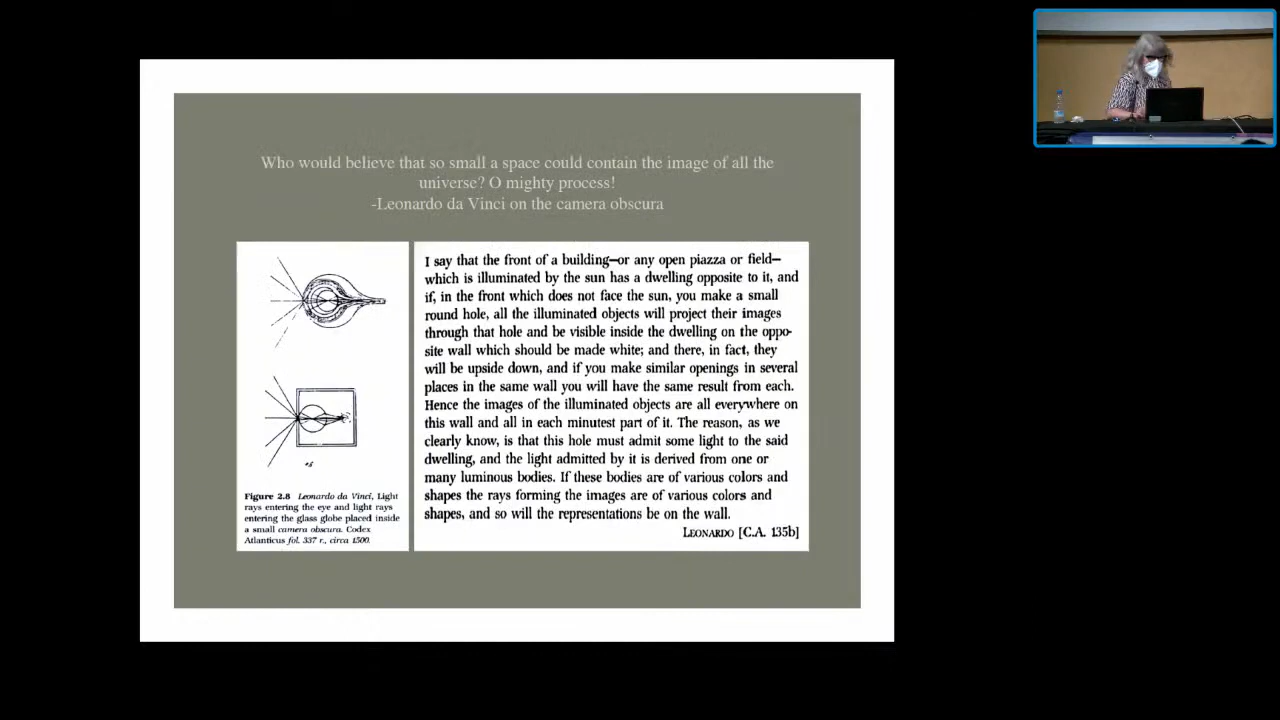 Who would believe that so small a space could contain the image of all the
universe? O mighty process!
-Leonardo da Vinci on the camera obscura
Figure 2.8 Leonardo da Vinci, Light
rays entering the eye and light rays
entering the glass globe placed inside
a small camera obscura. Codex
Atlanticus fol. 337 r., circa 1500.
I say that the front of a building—or any open piazza or field—
which is illuminated by the sun has a dwelling opposite to it, and
if, in the front which does not face the sun, you make a small
round hole, all the illuminated objects will project their images
through that hole and be visible inside the dwelling on the oppo-
site wall which should be made white; and there, in fact, they
will be upside down, and if you make similar openings in several
places in the same wall you will have the same result from each.
Hence the images of the illuminated objects are all everywhere on
this wall and all in each minutest part of it. The reason, as we
clearly know, is that this hole must admit some light to the said
dwelling, and the light admitted by it is derived from one or
many luminous bodies. If these bodies are of various colors and
shapes the rays forming the images are of various colors and
shapes, and so will the representations be on the wall.
LEONARDO [C.A. 135b]